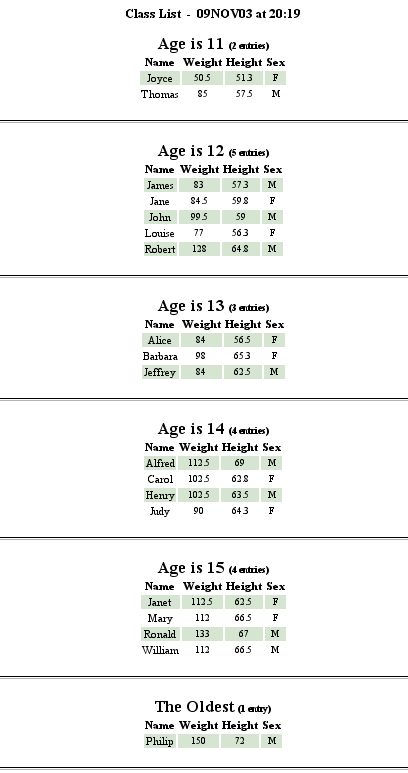 Class List - 09NOV03 at 20:19
Age is 11 (2 entries)
Name Weight Height Sex
Joyce 50.5 51.3 F
Thomas 85 57.5 M
Age is 12 (5 entries)
Name Weight Height Sex
James 83 57.3 M
Jane 84.5 59.8 F
John 99.5 59 M
Louise 77 56.3 F
Robert 128 64.8 M
Age is 13 (3 entries)
Name Weight Height Sex
Alice 84 56.5 F
Barbara 98 65.3 F
Jeffrey 84 62.5 M
Age is 14 (4 entries)
Name Weight Height Sex
Alfred 112.5 69 M
Carol 102.5 62.8 F
Henry 102.5 63.5 M
Judy 90 64.3 F
Age is 15 (4 entries)
Name Weight Height Sex
Janet 112.5 62.5 F
Mary 112 66.5 F
Ronald 133 67 M
William 112 66.5 M
The Oldest (1 entry)
Name Weight Height Sex
Philip 150 72 M